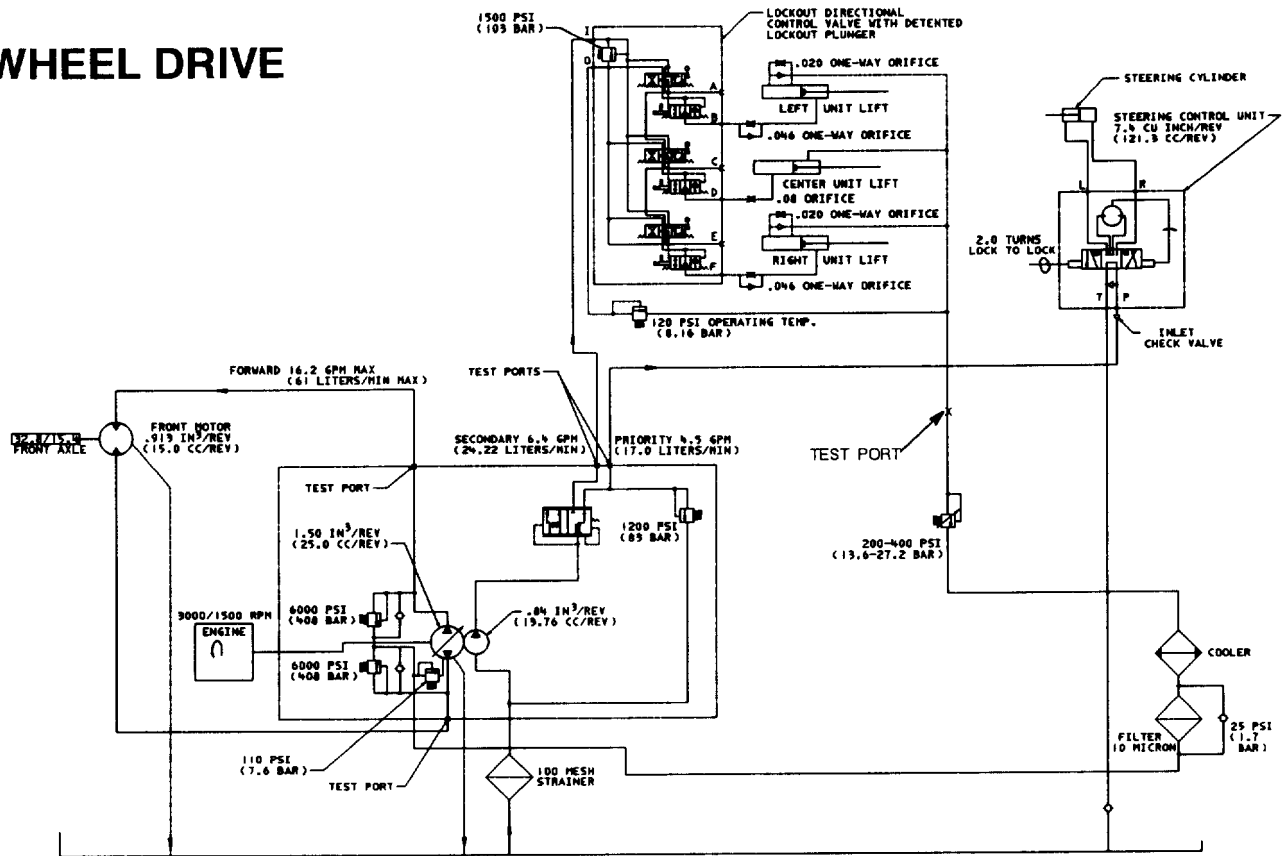 WHEEL DRIVE
1500 PSI
(103 BAR)
LOCKOUT DIRECTIONAL
CONTROL VALVE WITH DETENTED
LOCKOUT PLUNGER
I
O
A
B
C
D
E
F
.020 ONE-WAY ORIFICE
LEFT UNIT LIFT
.046 ONE-WAY ORIFICE
CENTER UNIT LIFT
.08 ORIFICE
.020 ONE-WAY ORIFICE
RIGHT UNIT LIFT
.046 ONE-WAY ORIFICE
120 PSI OPERATING TEMP.
(8.16 BAR)
STEERING CYLINDER
STEERING CONTROL UNIT
7.4 CU INCH/REV
(121.3 CC/REV)
L
R
2.0 TURNS
LOCK TO LOCK
T
P
INLET
CHECK VALVE
FORWARD 16.2 GPM MAX
(61 LITERS/MIN MAX)
TEST PORTS
FRONT MOTOR
.913 IN³/REV
(15.0 CC/REV)
FRONT AXLE
SECONDARY 6.4 GPM
(24.22 LITERS/MIN)
PRIORITY 4.5 GPM
(17.0 LITERS/MIN)
TEST PORT
TEST PORT
1.50 IN³/REV
(25.0 CC/REV)
1200 PSI
(83 BAR)
200-400 PSI
(13.6-27.2 BAR)
3000/1500 RPM
ENGINE
6000 PSI
(408 BAR)
.84 IN³/REV
(13.76 CC/REV)
6000 PSI
(408 BAR)
COOLER
FILTER
10 MICRON
25 PSI
(1.7
BAR)
110 PSI
(7.6 BAR)
TEST PORT
100 MESH
STRAINER